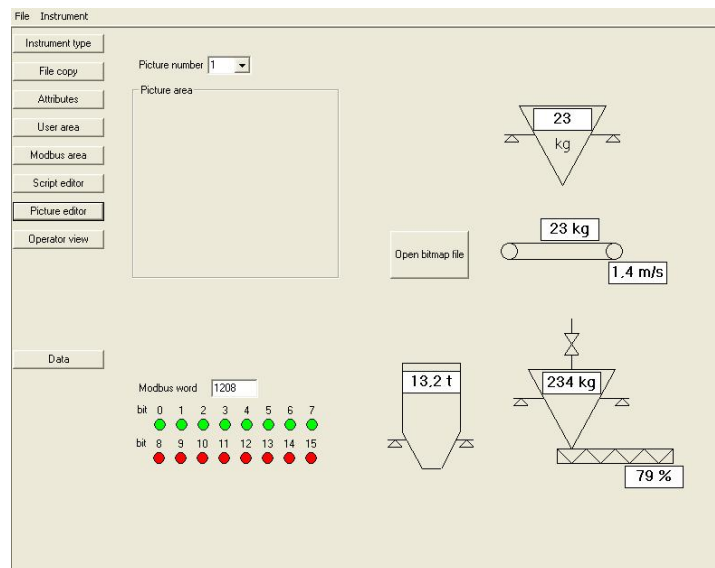 File Instrument
Instrument type
File copy
Attributes
User area
Modbus area
Script editor
Picture editor
Operator view
Data
Picture number 1
Picture area
Open bitmap file
23
kg
23 kg
1,4 m/s
13,2 t
234 kg
79 %
Modbus word 1208
bit 0 1 2 3 4 5 6 7
bit 8 9 10 11 12 13 14 15